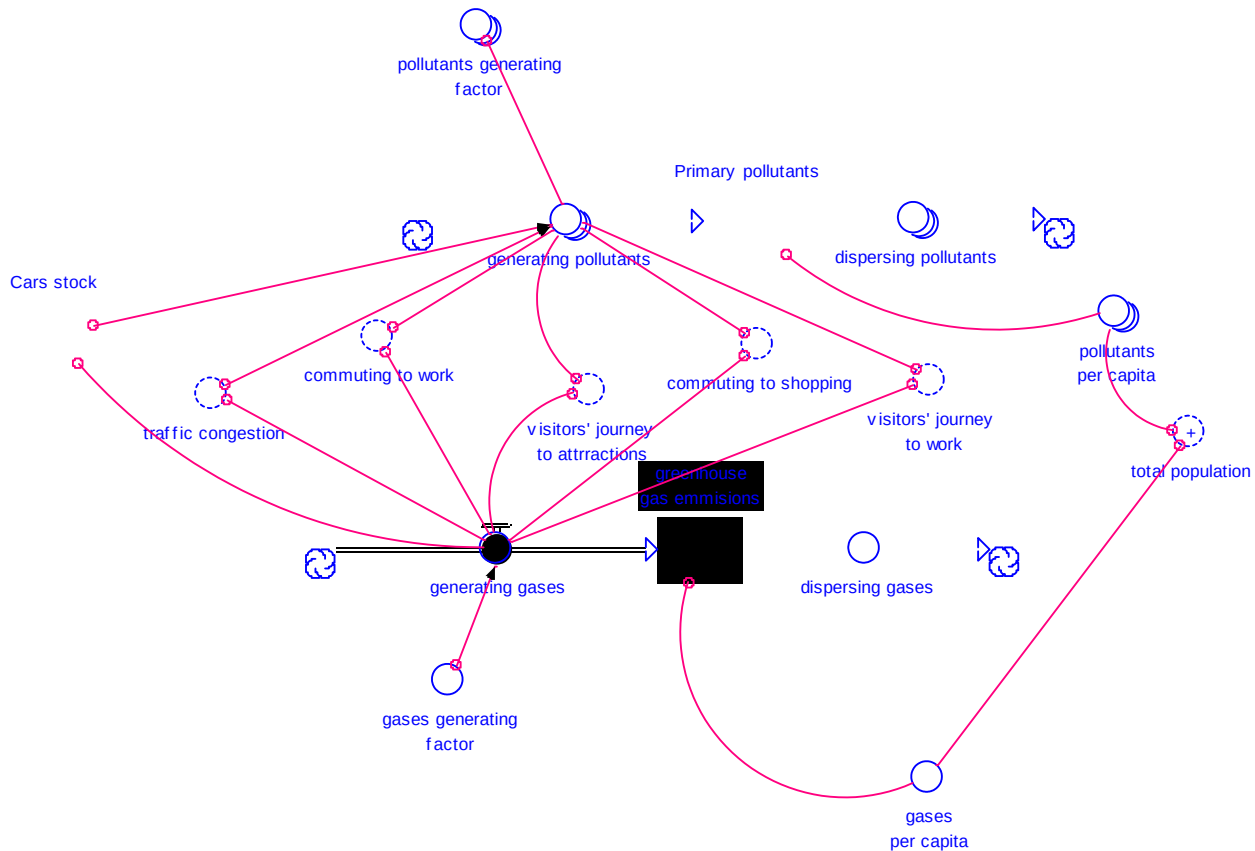 pollutants generating
factor
Primary pollutants
generating pollutants
dispersing pollutants
Cars stock
pollutants
per capita
commuting to work
commuting to shopping
traffic congestion
visitors' journey
to attrractions
visitors' journey
to work
+
total population
greenhouse
gas emmisions
generating gases
dispersing gases
gases generating
factor
gases
per capita